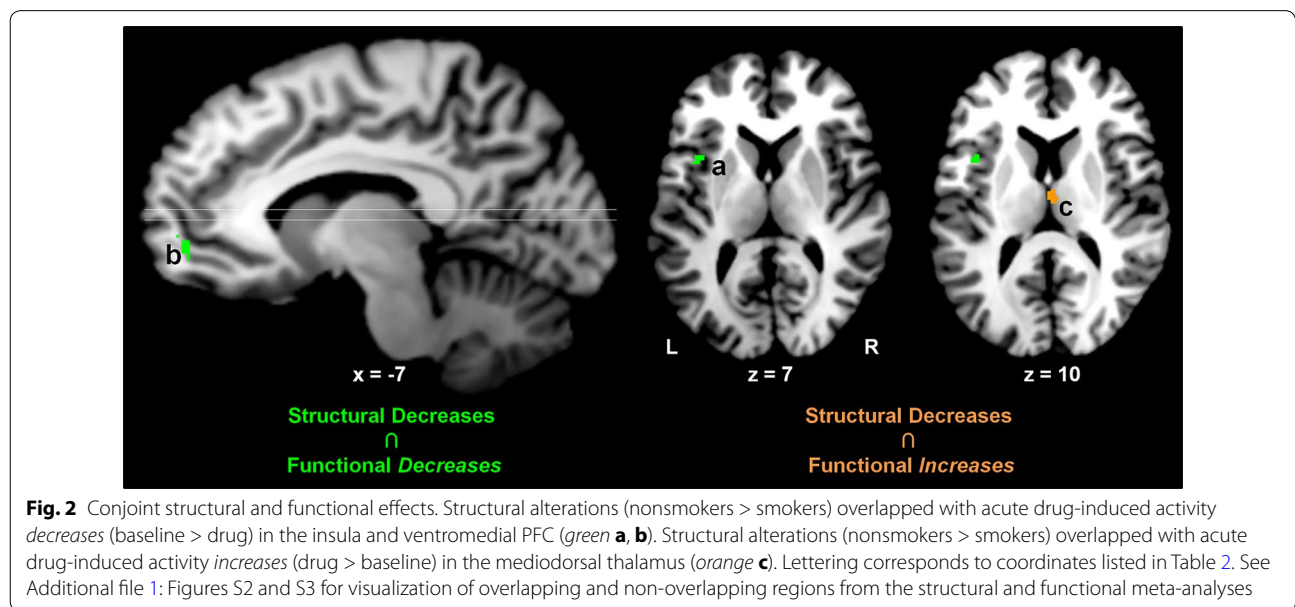 b
a
c
L
R
x = -7
z = 7
z = 10
Structural Decreases
∩
Functional Decreases
Structural Decreases
∩
Functional Increases
Fig. 2 Conjoint structural and functional effects. Structural alterations (nonsmokers > smokers) overlapped with acute drug-induced activity
decreases (baseline > drug) in the insula and ventromedial PFC (green a, b). Structural alterations (nonsmokers > smokers) overlapped with acute
drug-induced activity increases (drug > baseline) in the mediodorsal thalamus (orange c). Lettering corresponds to coordinates listed in Table 2. See
Additional file 1: Figures S2 and S3 for visualization of overlapping and non-overlapping regions from the structural and functional meta-analyses